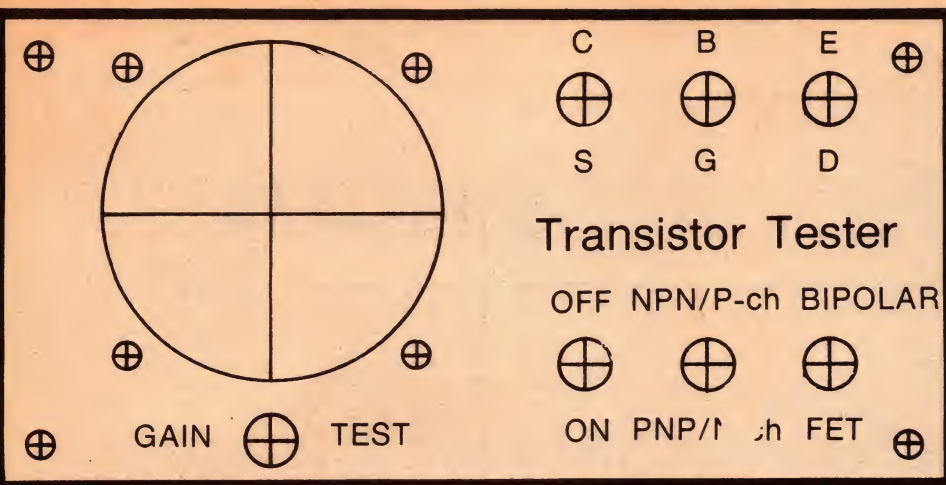 C B E
S G D
Transistor Tester
OFF NPN/P-ch BIPOLAR
ON FET
GAIN TEST